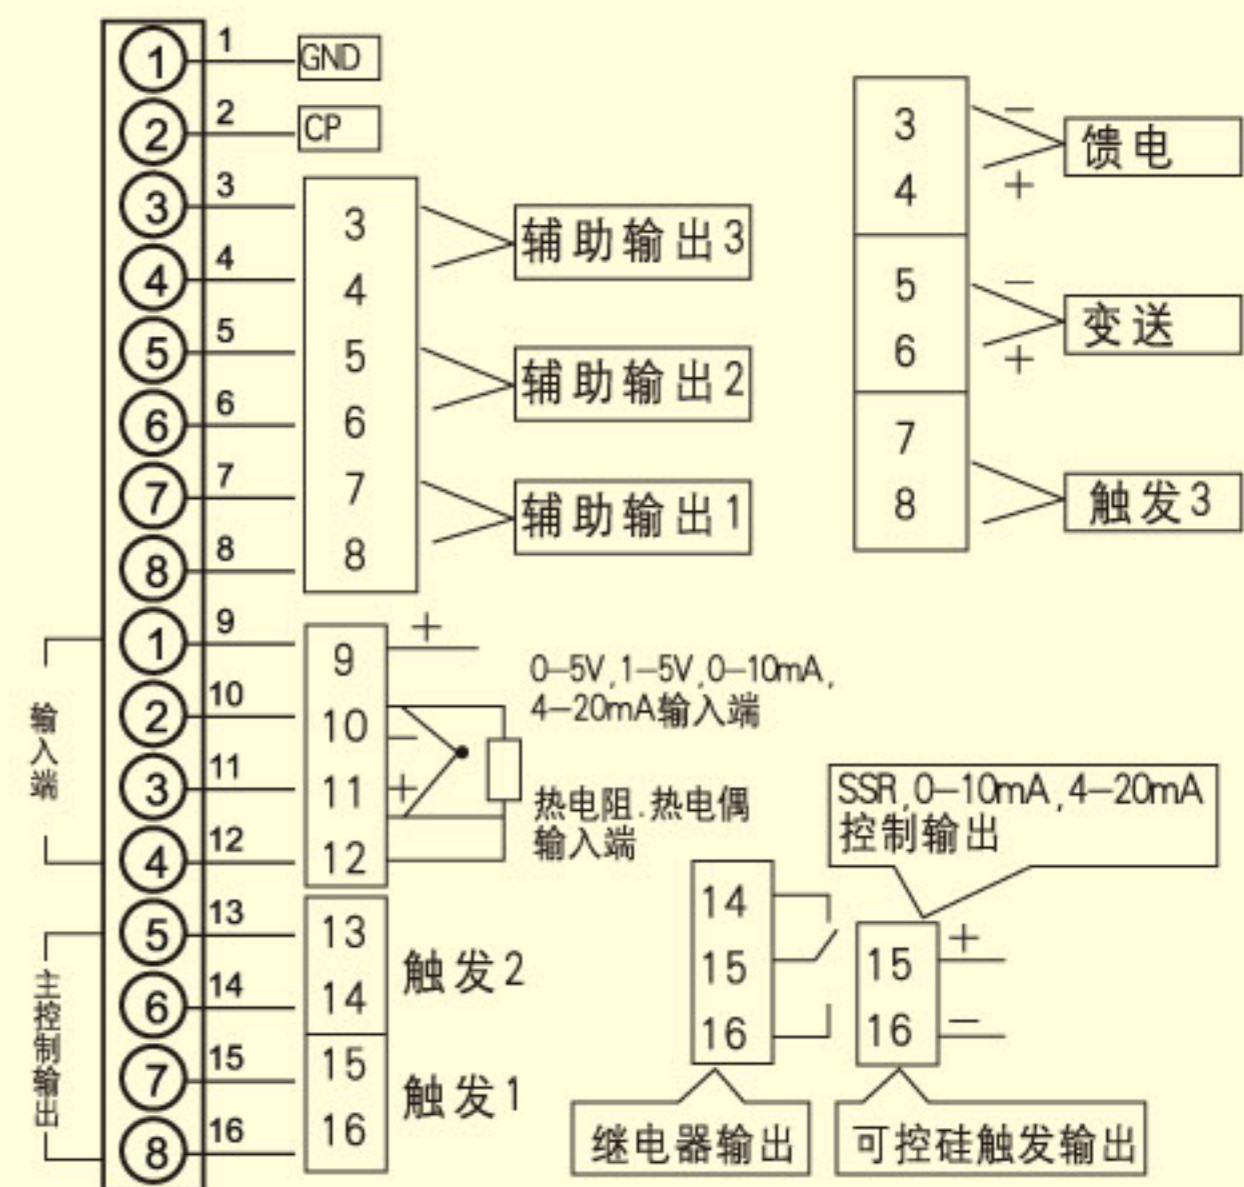 1 1 GND
2 2 CP
3 3
4 4
5 5
6 6
7 7
8 8
1 9
2 10
3 11
4 12
5 13
6 14
7 15
8 16
输入端
主控制输出
3
4
5
6
7
8
辅助输出3
辅助输出2
辅助输出1
3
4
5
6
7
8
− + 馈电
− + 变送
触发3
9
10
11
12
+
−
+
0–5V,1–5V,0–10mA,
4–20mA输入端
热电阻.热电偶
输入端
13
14
触发2
15
16
触发1
14
15
16
继电器输出
SSR,0–10mA,4–20mA
控制输出
15 +
16 −
可控硅触发输出